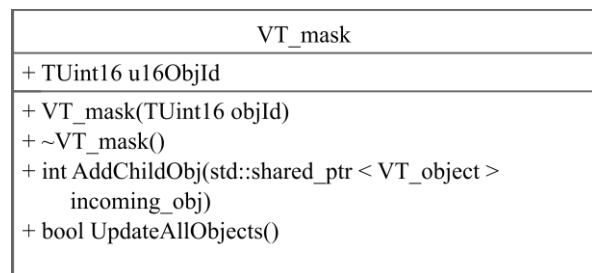 VT_mask
+ TUint16 u16ObjId
+ VT_mask(TUint16 objId)
+ ~VT_mask()
+ int AddChildObj(std::shared_ptr < VT_object >
incoming_obj)
+ bool UpdateAllObjects()